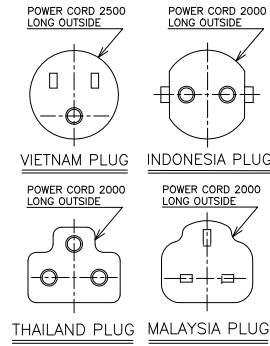 POWER CORD 2500
LONG OUTSIDE
POWER CORD 2000
LONG OUTSIDE
VIETNAM PLUG
INDONESIA PLUG
POWER CORD 2000
LONG OUTSIDE
POWER CORD 2000
LONG OUTSIDE
THAILAND PLUG
MALAYSIA PLUG